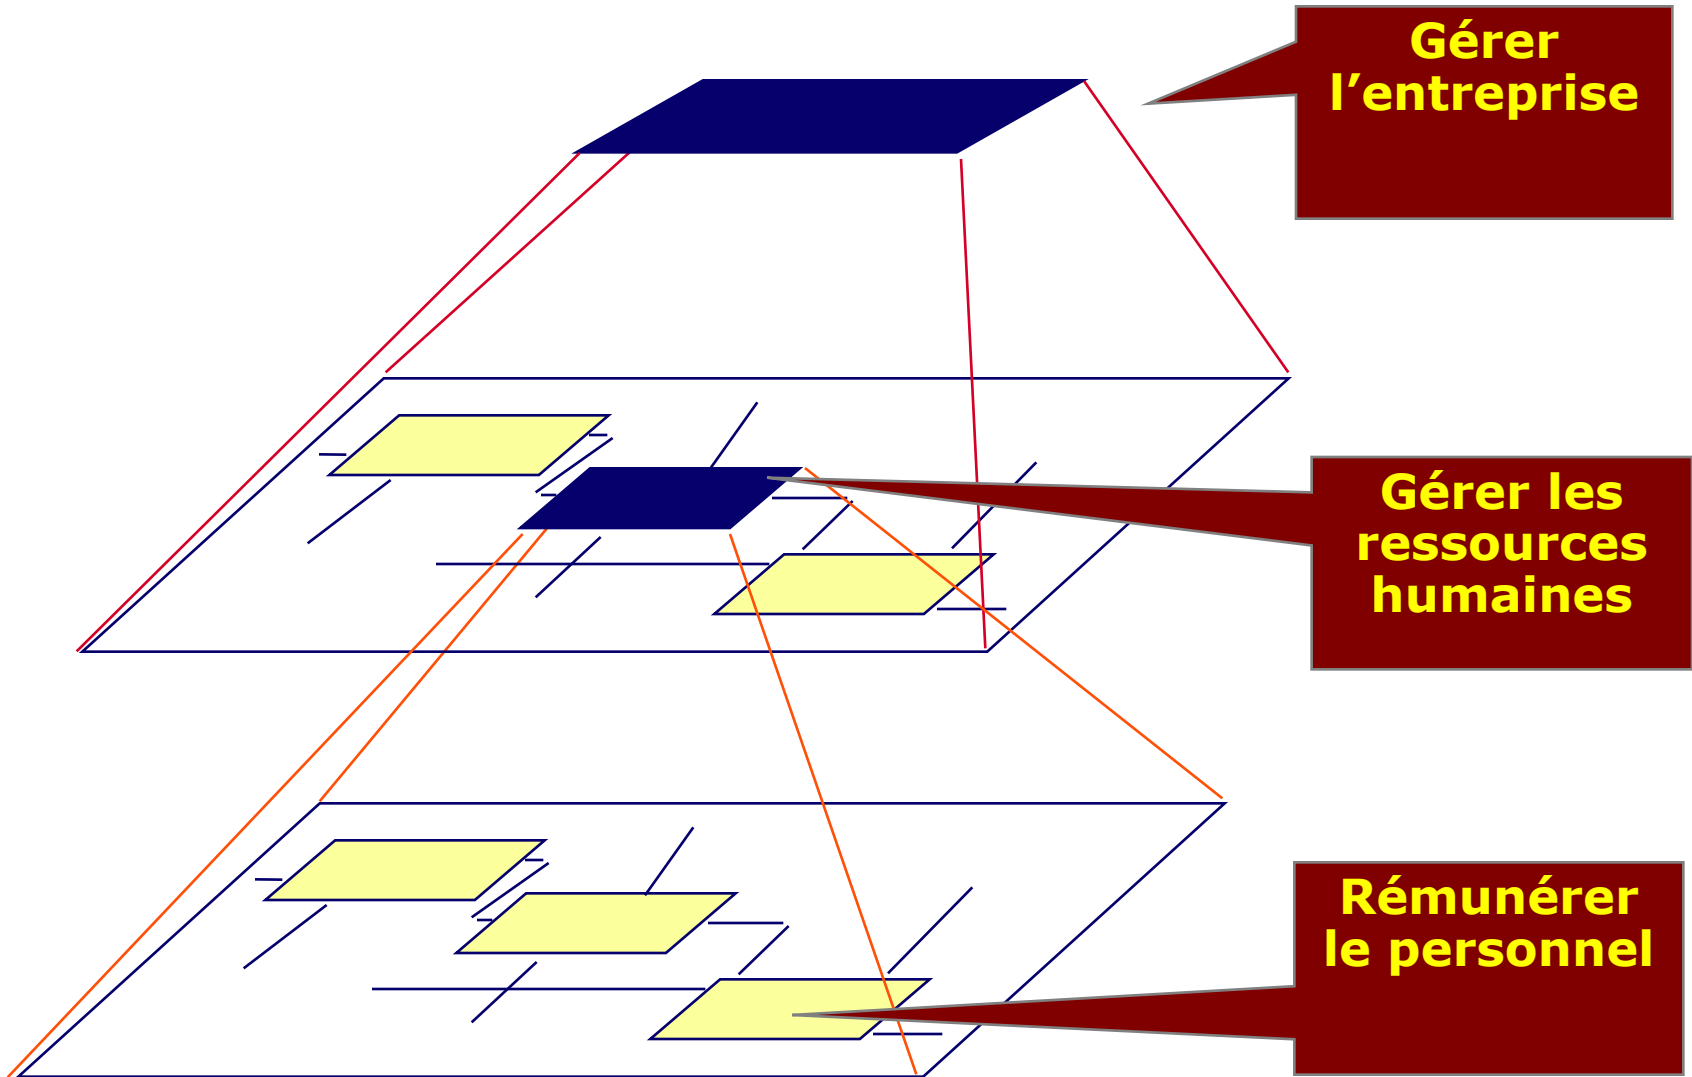 Gérer
l’entreprise
Gérer les
ressources
humaines
Rémunérer
le personnel